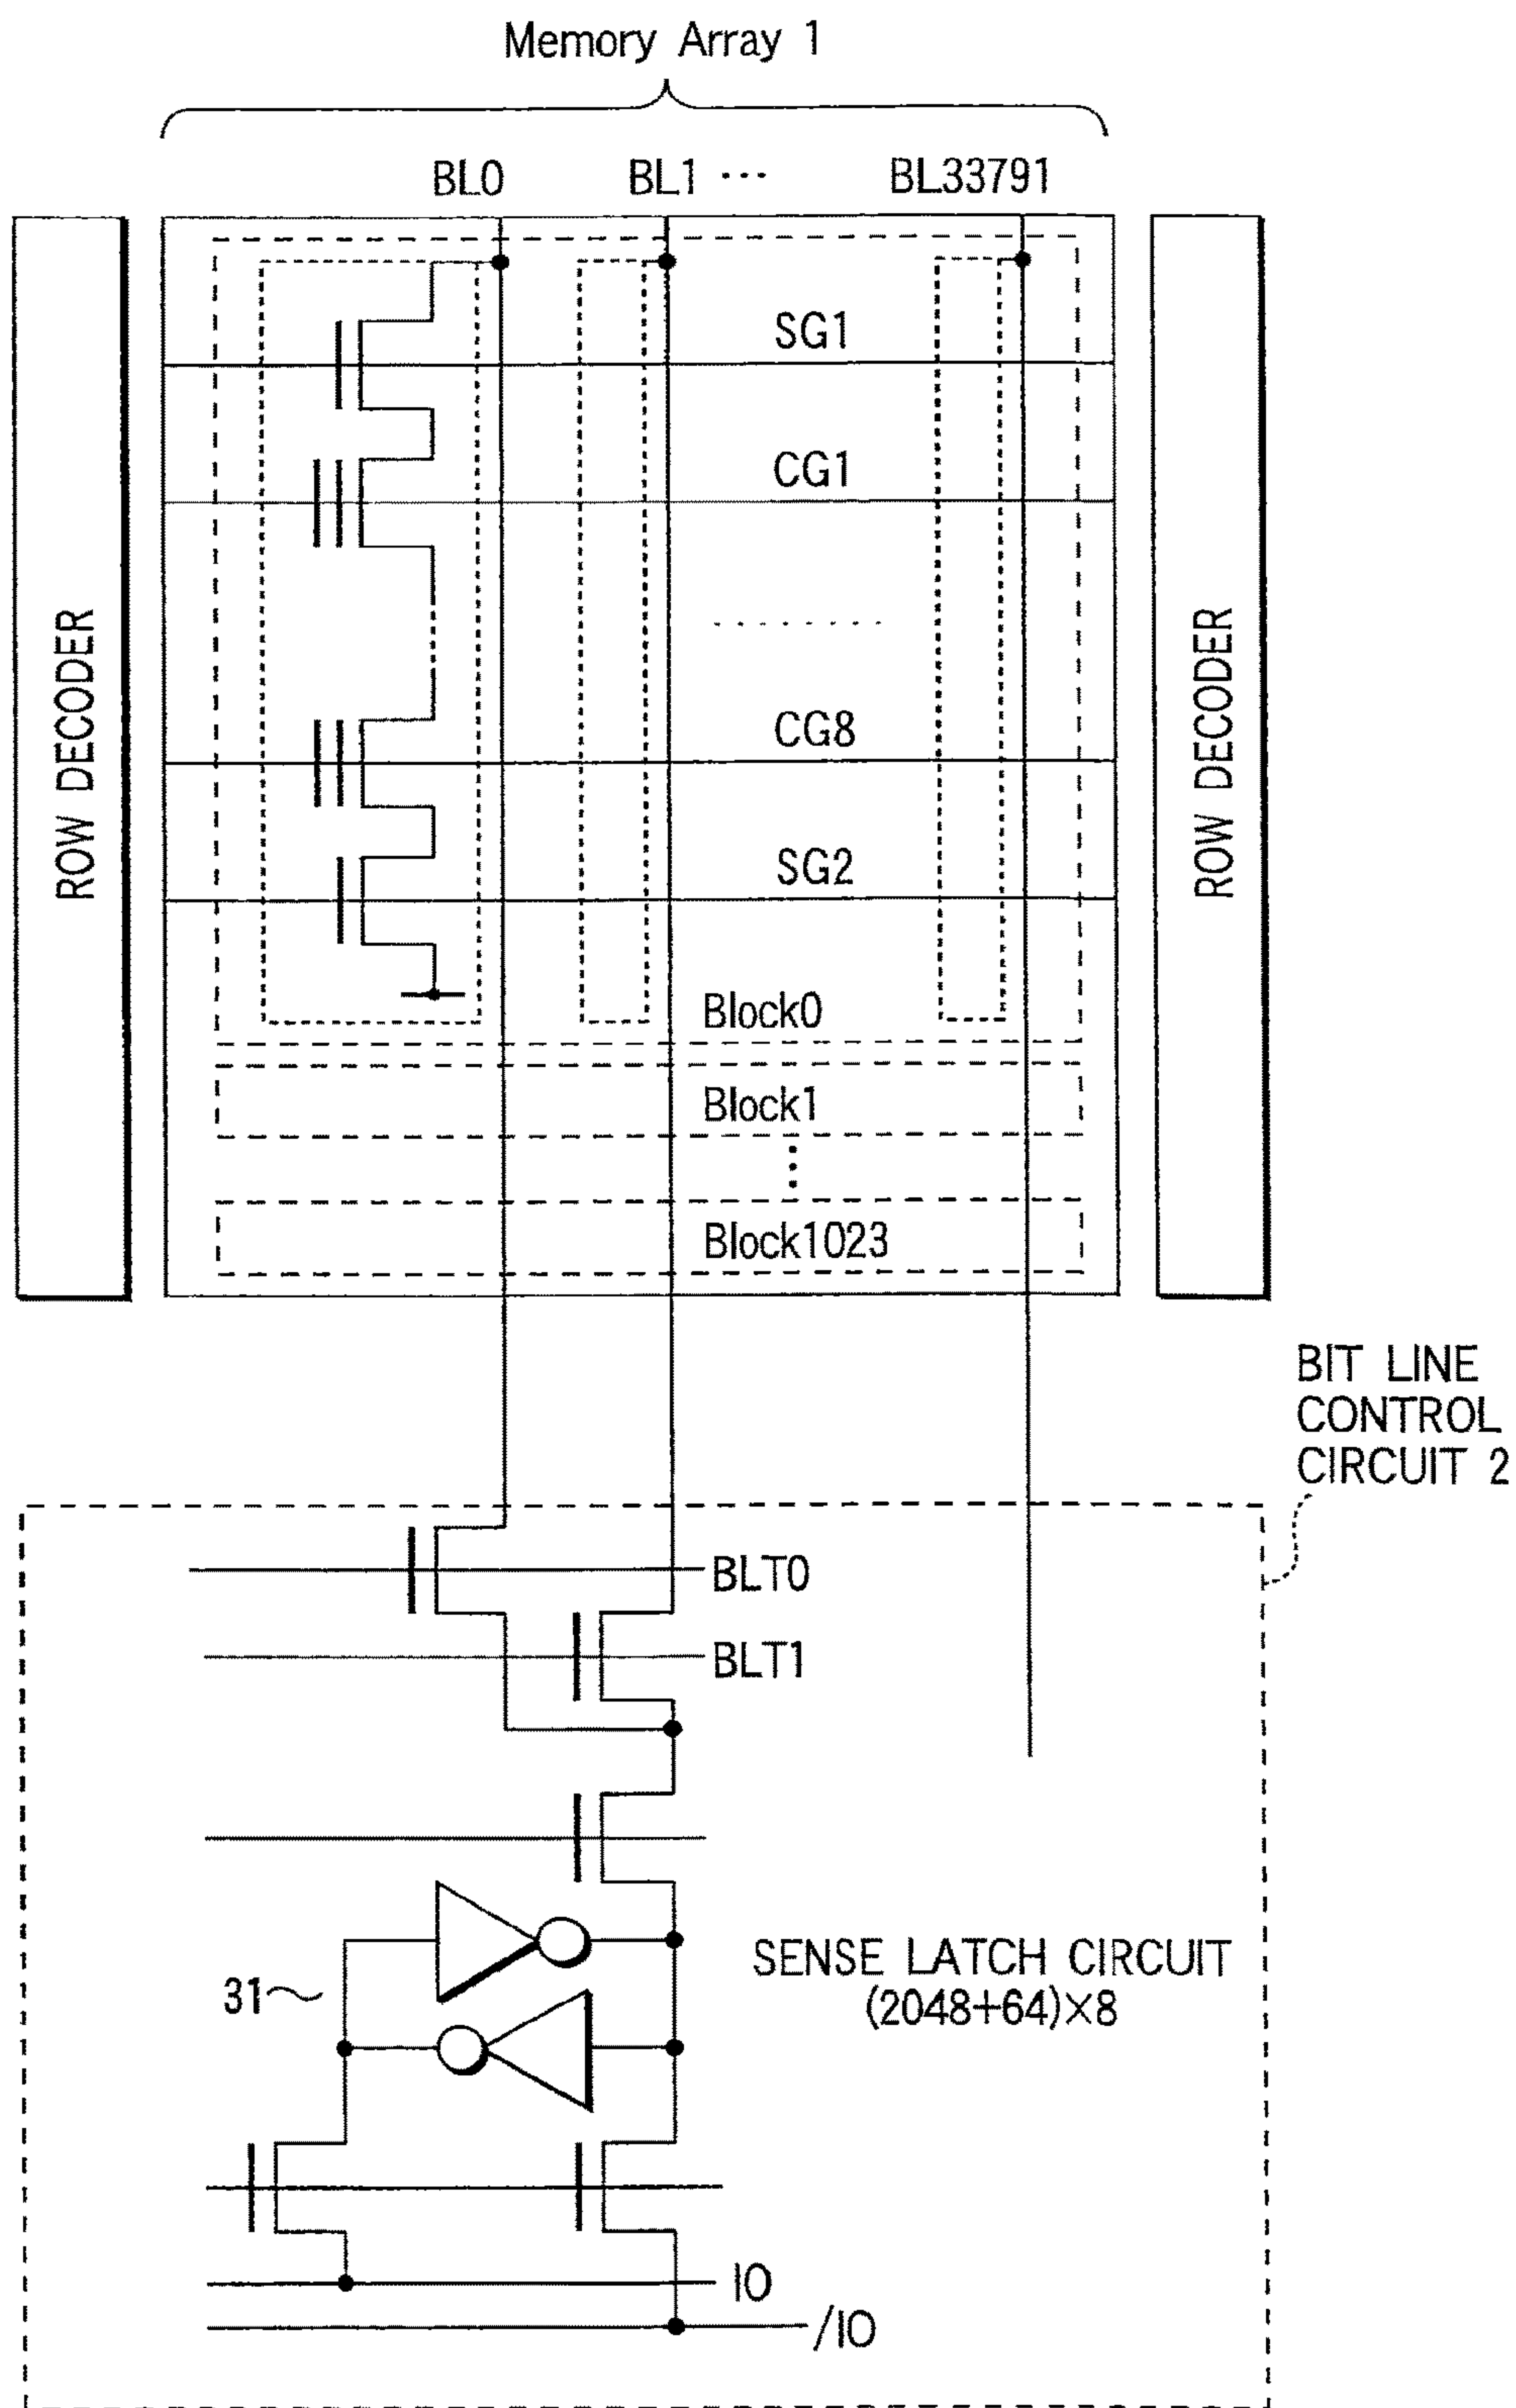 Memory Array 1
BL0 BL1 ... BL33791
ROW DECODER
SG1
CG1
CG8
SG2
Block0
Block1
Block1023
ROW DECODER
BIT LINE
CONTROL
CIRCUIT 2
BLT0
BLT1
31
SENSE LATCH CIRCUIT
(2048+64)×8
IO
/IO